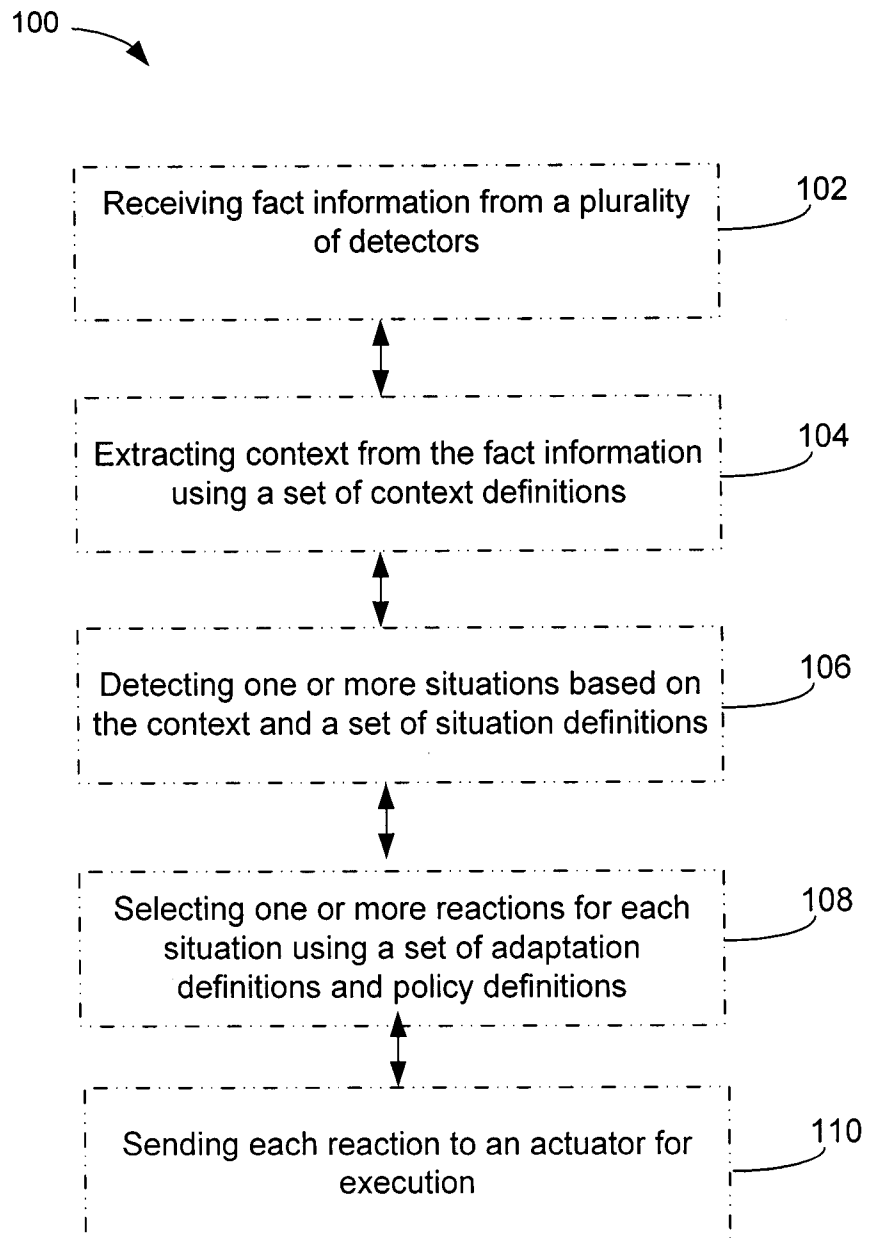 100
Receiving fact information from a plurality
of detectors
102
Extracting context from the fact information
using a set of context definitions
104
Detecting one or more situations based on
the context and a set of situation definitions
106
Selecting one or more reactions for each
situation using a set of adaptation
definitions and policy definitions
108
Sending each reaction to an actuator for
execution
110